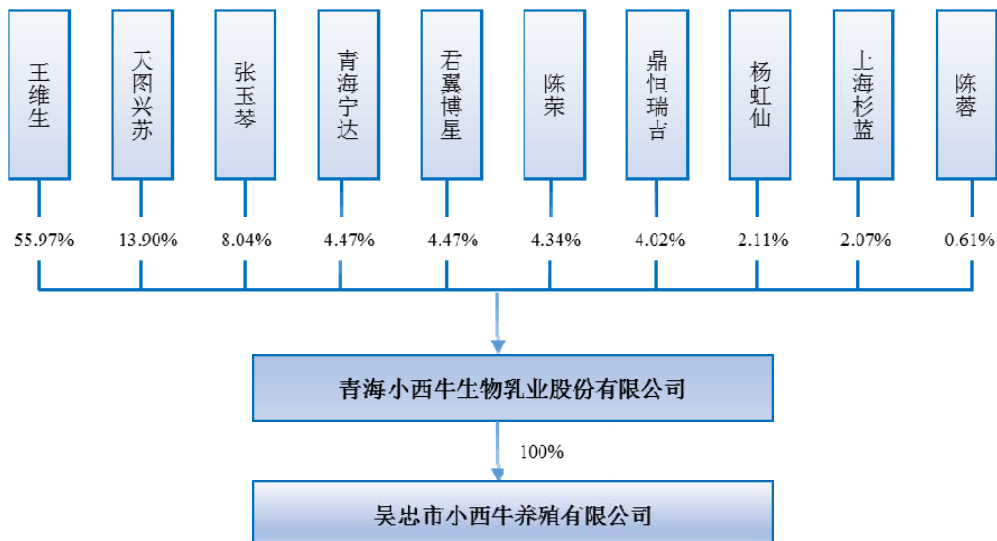 王维生
天图兴苏
张玉琴
青海宁达
君翼博星
陈荣
鼎恒瑞吉
杨虹仙
上海杉蓝
陈蓉
55.97%
13.90%
8.04%
4.47%
4.47%
4.34%
4.02%
2.11%
2.07%
0.61%
青海小西牛生物乳业股份有限公司
100%
吴忠市小西牛养殖有限公司